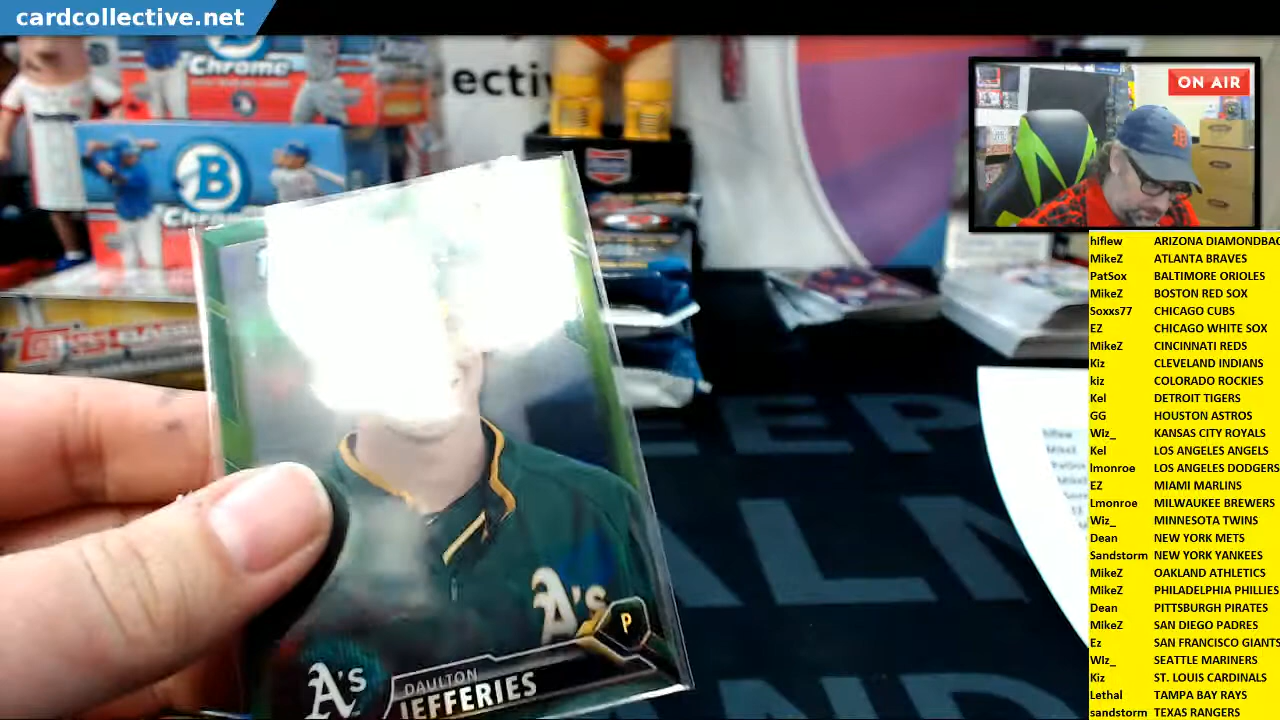 cardcollective.net
Chrome
ectiv
ON AIR
B
Chro
hiflew ARIZONA DIAMONDBAC
MikeZ ATLANTA BRAVES
PatSox BALTIMORE ORIOLES
MikeZ BOSTON RED SOX
Soxxs77 CHICAGO CUBS
EZ CHICAGO WHITE SOX
MikeZ CINCINNATI REDS
Kiz CLEVELAND INDIANS
kiz COLORADO ROCKIES
Kel DETROIT TIGERS
GG HOUSTON ASTROS
Wiz_ KANSAS CITY ROYALS
Kel LOS ANGELES ANGELS
lmonroe LOS ANGELES DODGERS
EZ MIAMI MARLINS
Lmonroe MILWAUKEE BREWERS
Wiz_ MINNESOTA TWINS
Dean NEW YORK METS
Sandstorm NEW YORK YANKEES
MikeZ OAKLAND ATHLETICS
MikeZ PHILADELPHIA PHILLIES
Dean PITTSBURGH PIRATES
MikeZ SAN DIEGO PADRES
Ez SAN FRANCISCO GIANTS
Wiz_ SEATTLE MARINERS
Kiz ST. LOUIS CARDINALS
Lethal TAMPA BAY RAYS
sandstorm TEXAS RANGERS
EEP
ALM
AND
A's
P
A's
DAULTON
JEFFERIES